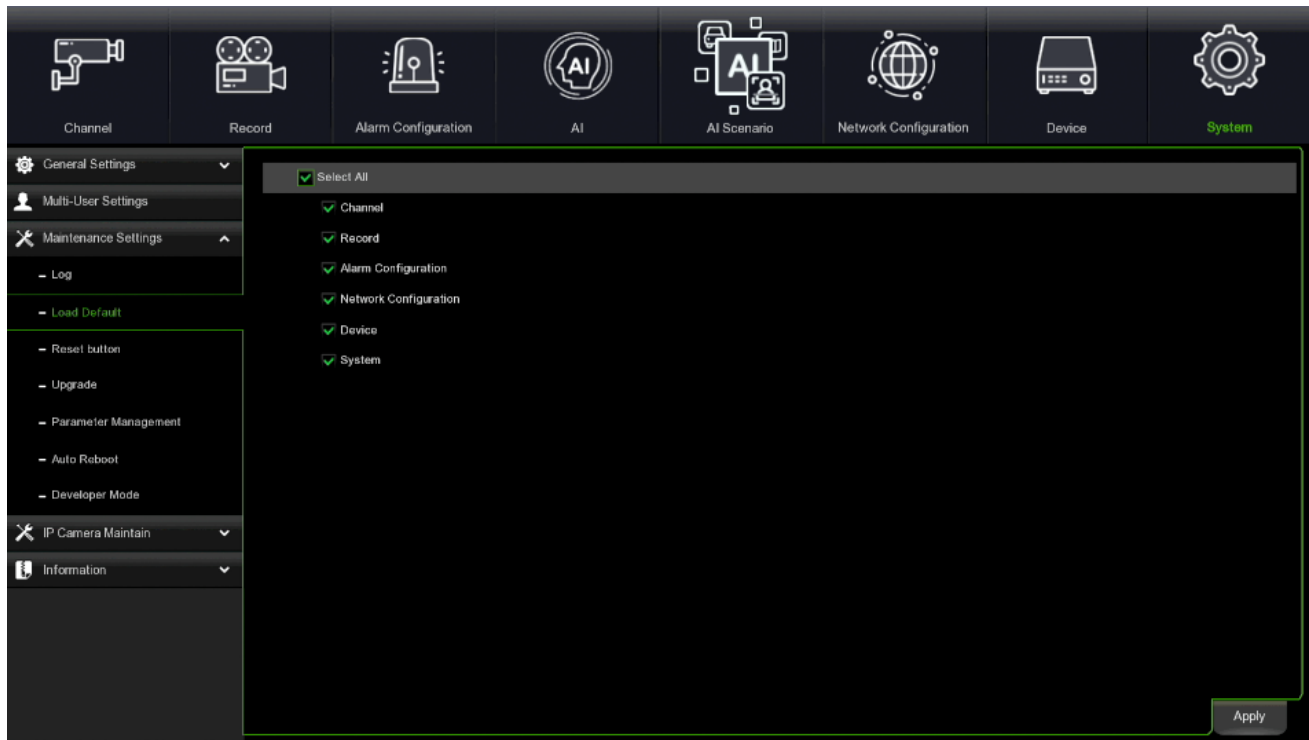 Channel
Record
Alarm Configuration
AI
AI
AI
AI Scenario
Network Configuration
Device
System
General Settings
Multi-User Settings
Maintenance Settings
Log
Load Default
Reset button
Upgrade
Parameter Management
Auto Reboot
Developer Mode
IP Camera Maintain
Information
Select All
Channel
Record
Alarm Configuration
Network Configuration
Device
System
Apply